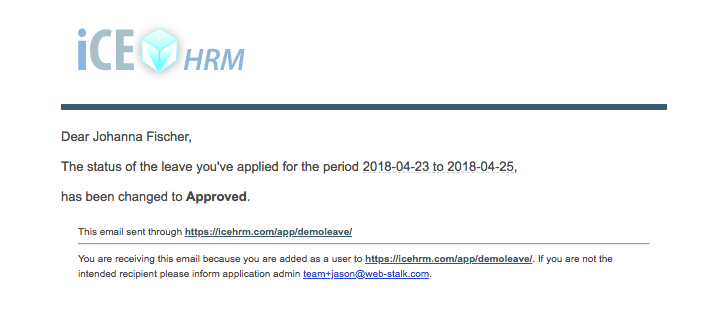 iCE HRM
Dear Johanna Fischer,
The status of the leave you've applied for the period 2018-04-23 to 2018-04-25,
has been changed to Approved.
This email sent through https://icehrm.com/app/demoleave/
You are receiving this email because you are added as a user to https://icehrm.com/app/demoleave/. If you are not the
intended recipient please inform application admin team+jason@web-stalk.com.